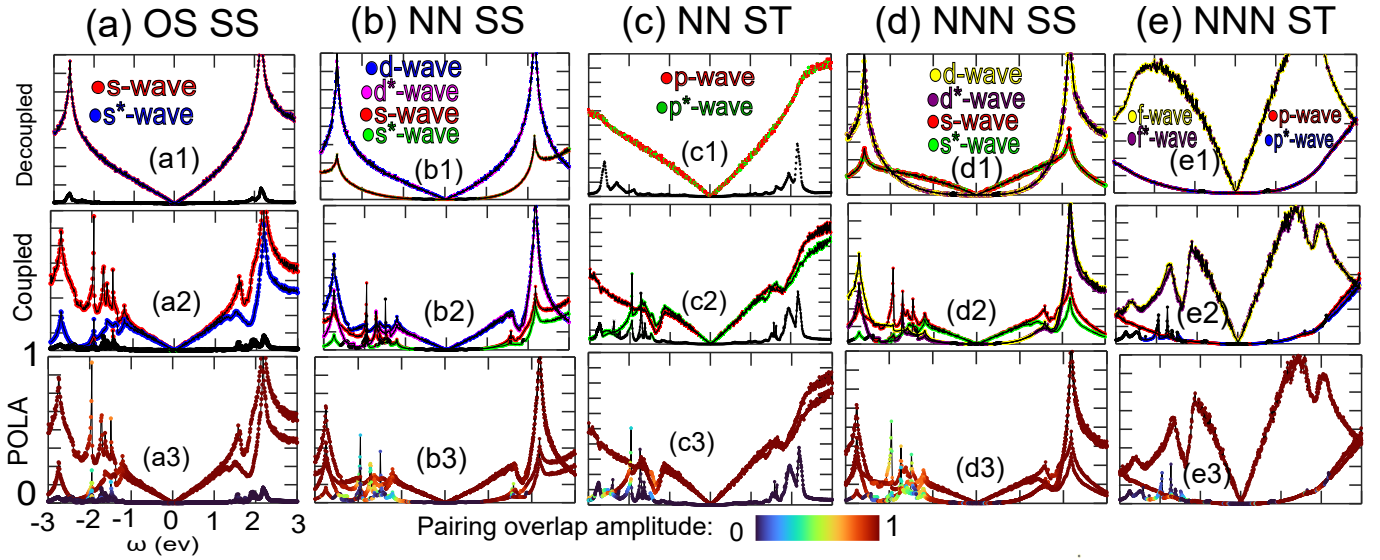 (a) OS SS
(b) NN SS
(c) NN ST
(d) NNN SS
(e) NNN ST
Decoupled
s-wave
s*-wave
(a1)
d-wave
d*-wave
s-wave
s*-wave
(b1)
p-wave
p*-wave
(c1)
d-wave
d*-wave
s-wave
s*-wave
(d1)
f-wave
f*-wave
p-wave
p*-wave
(e1)
Coupled
(a2)
(b2)
(c2)
(d2)
(e2)
POLA
1
0
(a3)
(b3)
(c3)
(d3)
(e3)
-3 -2 -1 0 1 2 3
ω (ev)
Pairing overlap amplitude: 0 1